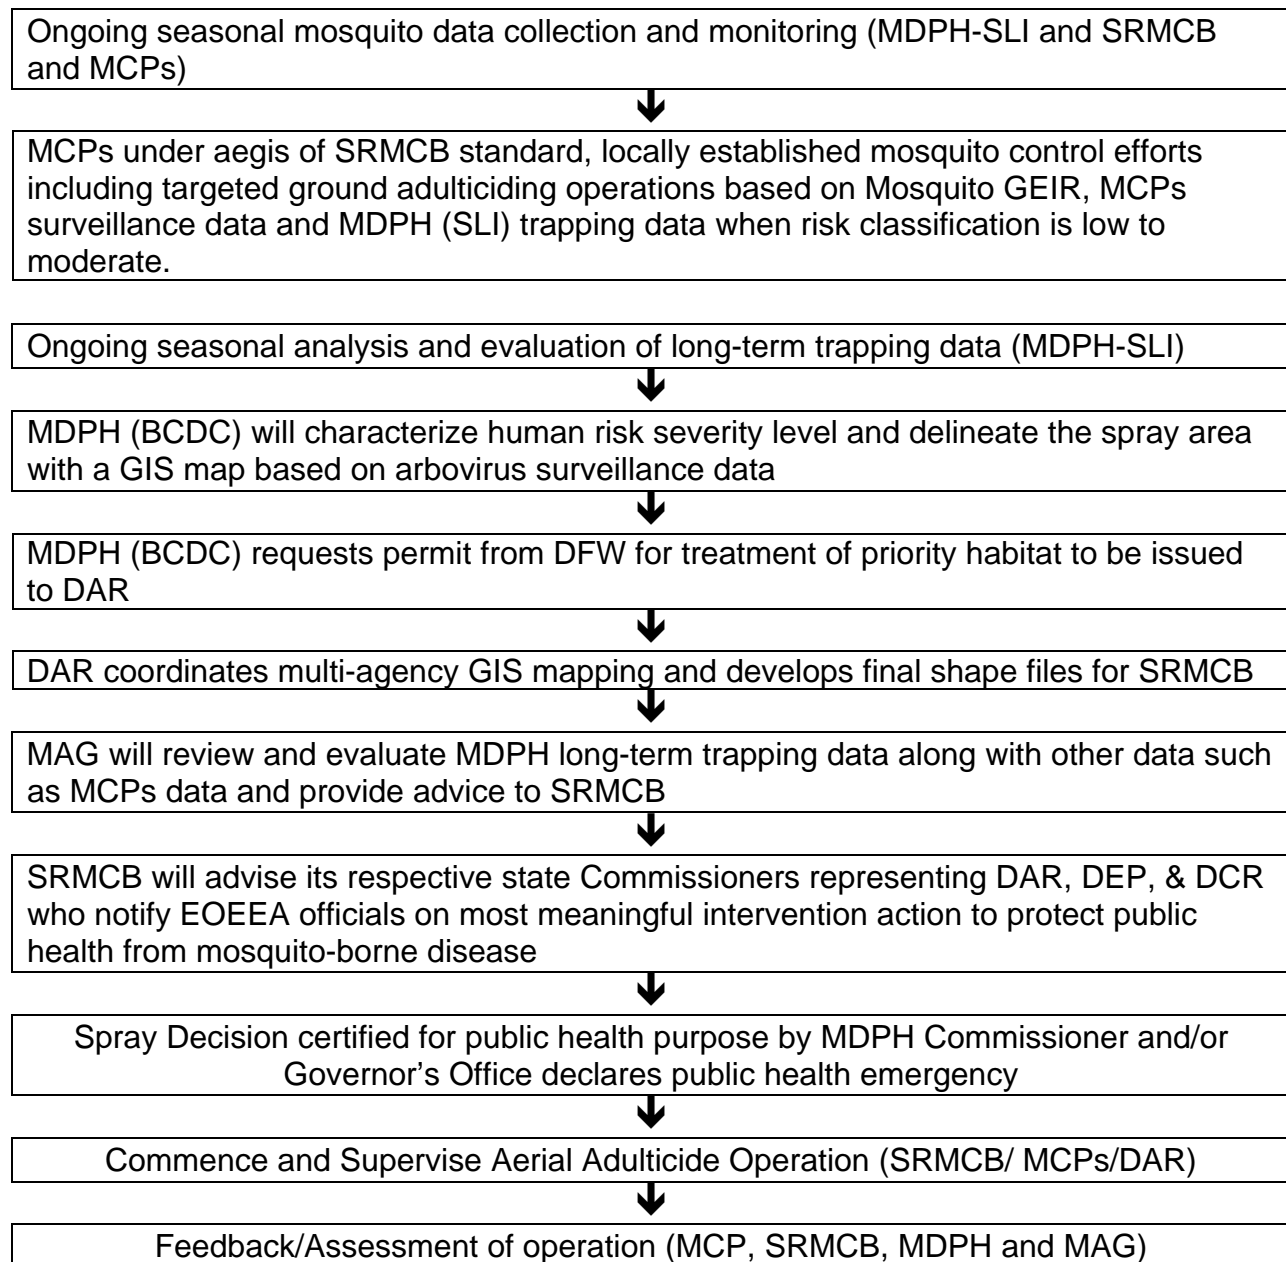 Ongoing seasonal mosquito data collection and monitoring (MDPH-SLI and SRMCB
and MCPs)
MCPs under aegis of SRMCB standard, locally established mosquito control efforts
including targeted ground adulticiding operations based on Mosquito GEIR, MCPs
surveillance data and MDPH (SLI) trapping data when risk classification is low to
moderate.
Ongoing seasonal analysis and evaluation of long-term trapping data (MDPH-SLI)
MDPH (BCDC) will characterize human risk severity level and delineate the spray area
with a GIS map based on arbovirus surveillance data
MDPH (BCDC) requests permit from DFW for treatment of priority habitat to be issued
to DAR
DAR coordinates multi-agency GIS mapping and develops final shape files for SRMCB
MAG will review and evaluate MDPH long-term trapping data along with other data such
as MCPs data and provide advice to SRMCB
SRMCB will advise its respective state Commissioners representing DAR, DEP, & DCR
who notify EOEEA officials on most meaningful intervention action to protect public
health from mosquito-borne disease
Spray Decision certified for public health purpose by MDPH Commissioner and/or
Governor's Office declares public health emergency
Commence and Supervise Aerial Adulticide Operation (SRMCB/ MCPs/DAR)
Feedback/Assessment of operation (MCP, SRMCB, MDPH and MAG)